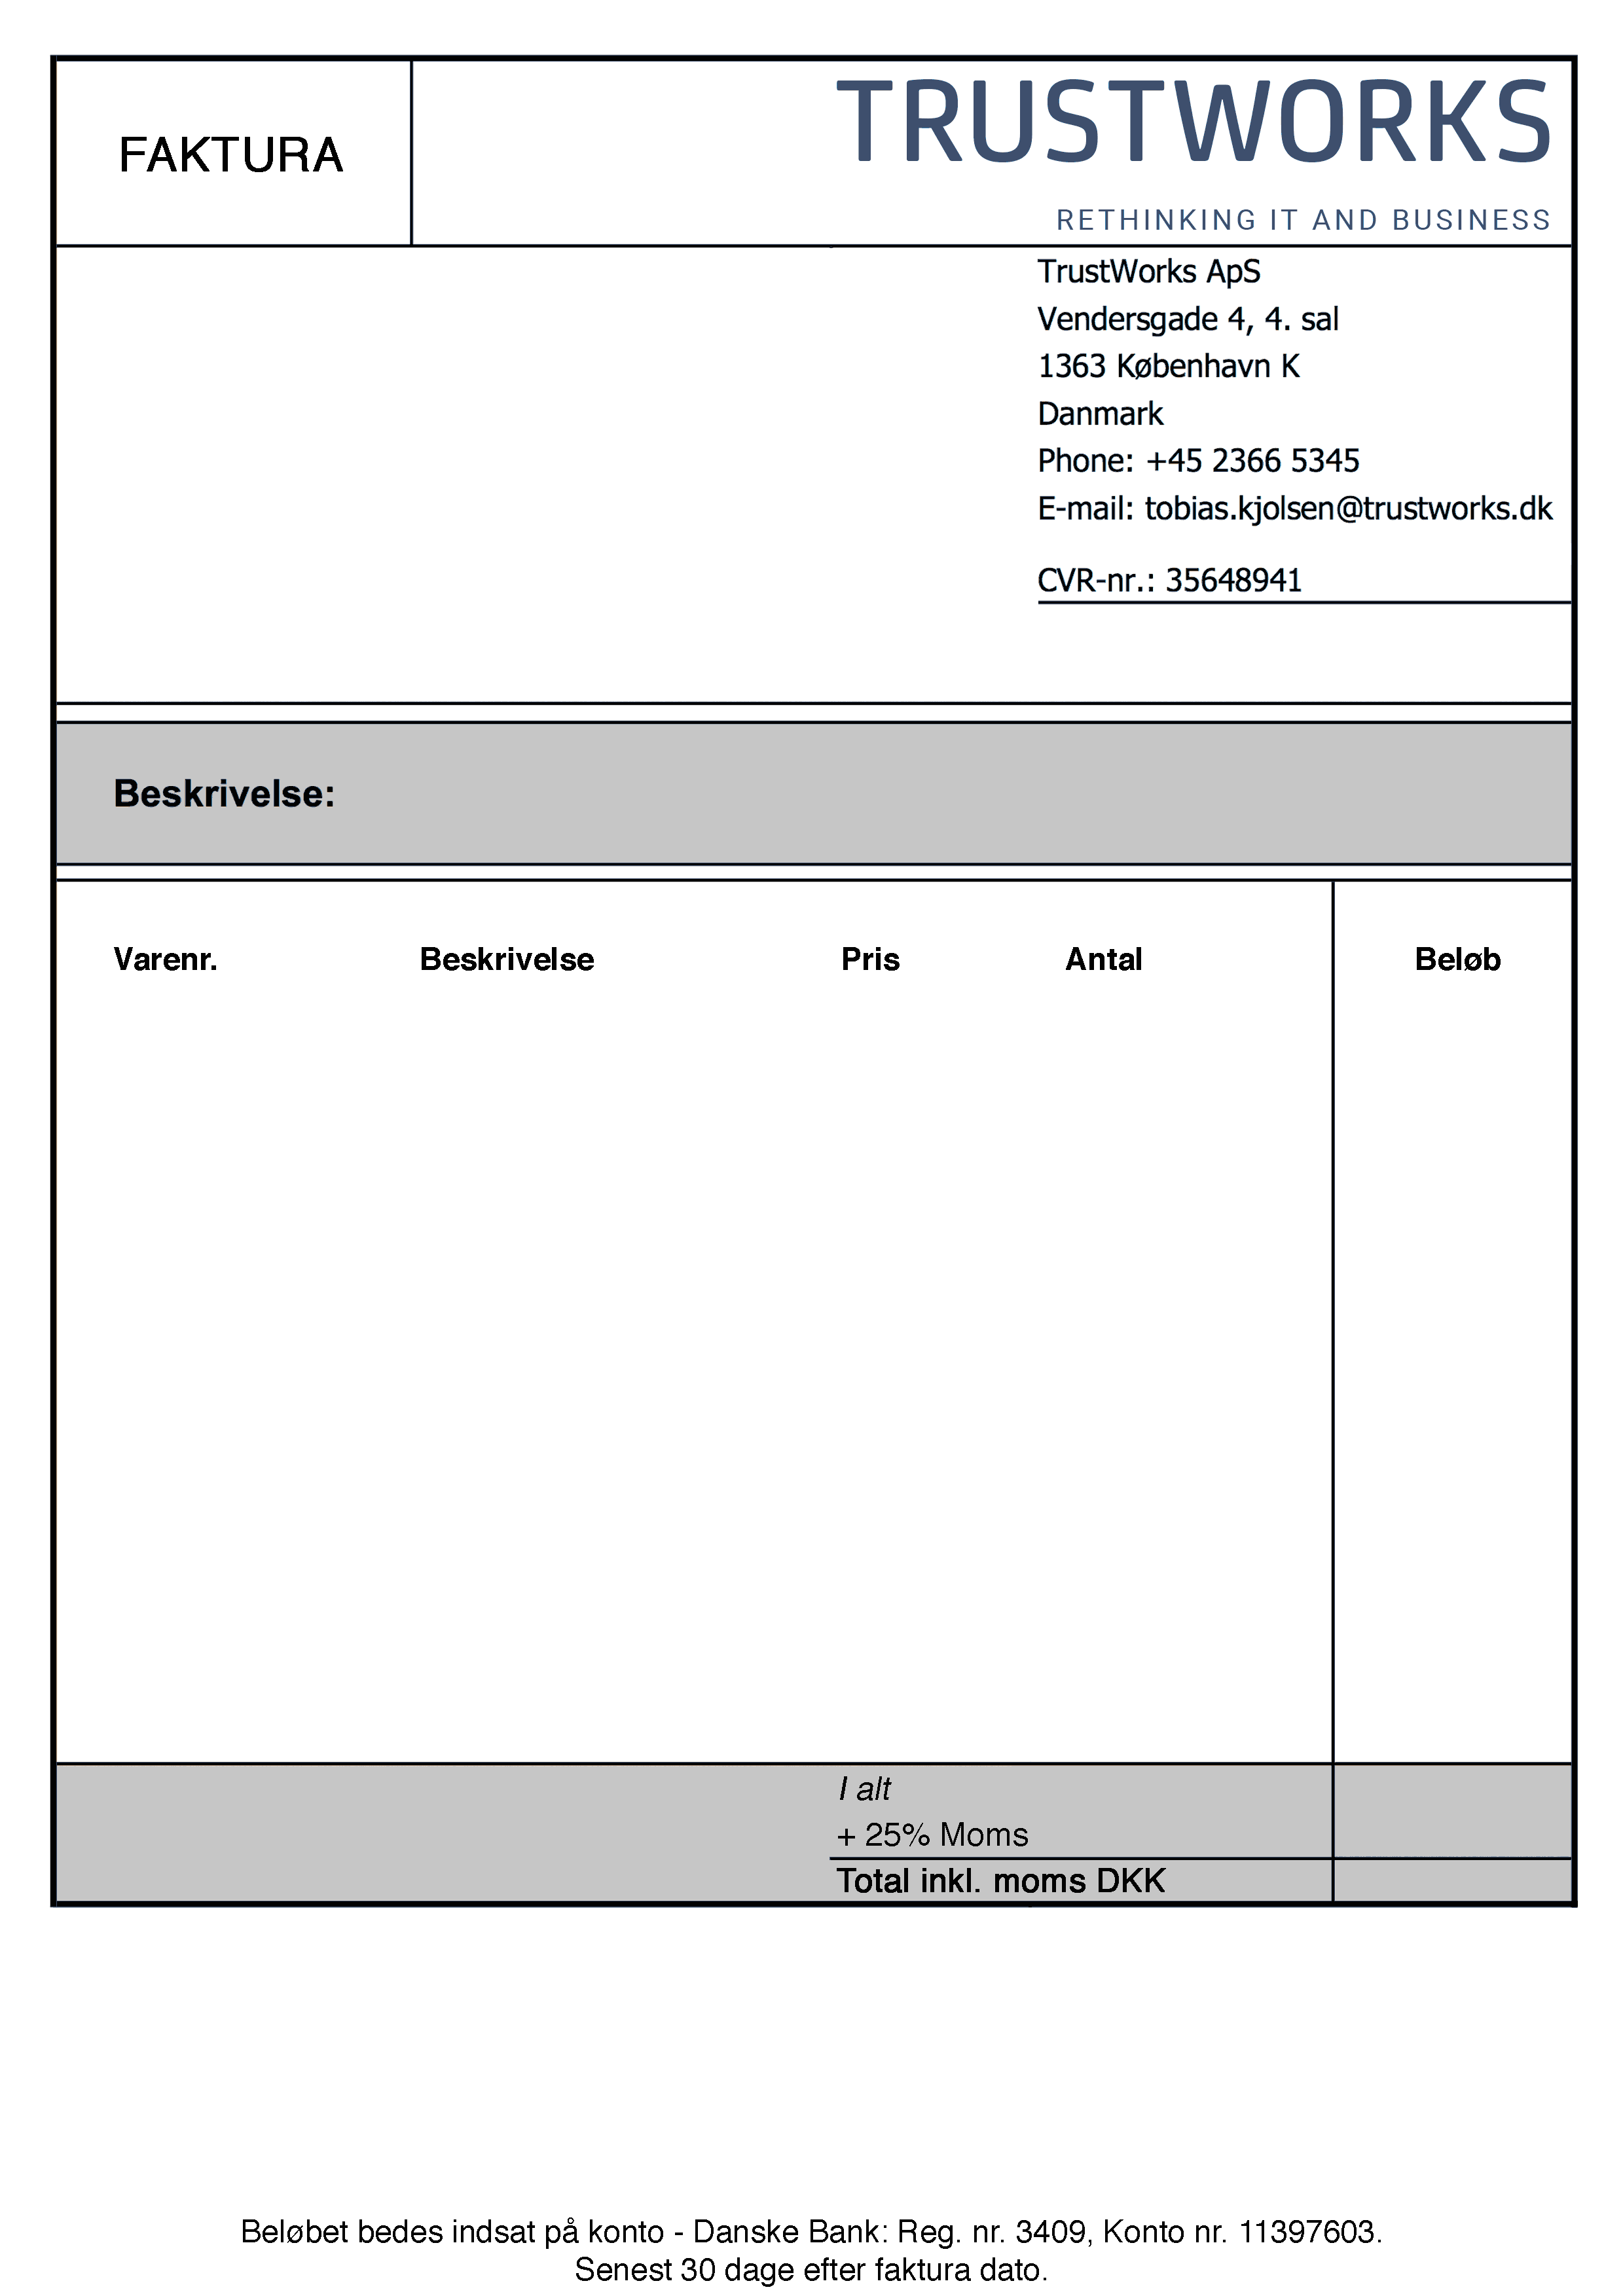 FAKTURA
TRUSTWORKS
RETHINKING IT AND BUSINESS
TrustWorks ApS
Vendersgade 4, 4. sal
1363 København K
Danmark
Phone: +45 2366 5345
E-mail: tobias.kjolsen@trustworks.dk
CVR-nr.: 35648941
Beskrivelse:
Varenr. Beskrivelse Pris Antal Beløb
I alt
+ 25% Moms
Total inkl. moms DKK
Beløbet bedes indsat på konto - Danske Bank: Reg. nr. 3409, Konto nr. 11397603.
Senest 30 dage efter faktura dato.